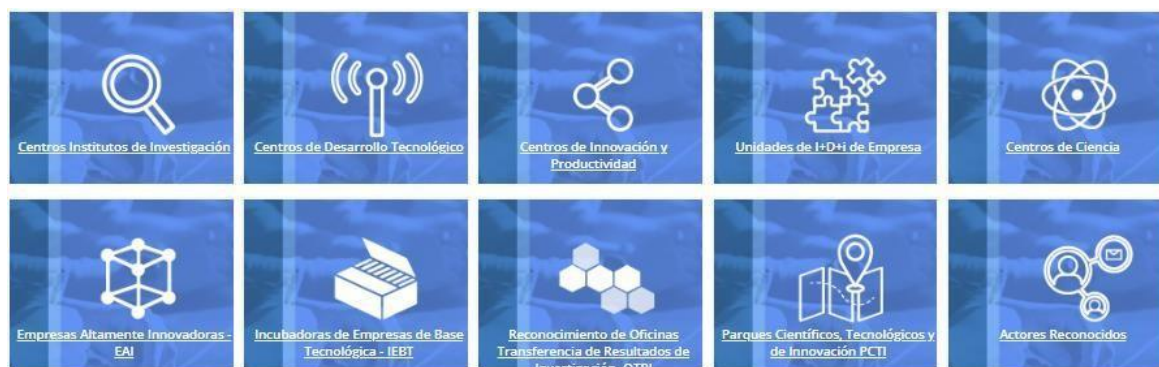 Centros Institutos de Investigación
Centros de Desarrollo Tecnológico
Centros de Innovación y
Productividad
Unidades de I+D+i de Empresa
Centros de Ciencia
Empresas Altamente Innovadoras -
EAI
Incubadoras de Empresas de Base
Tecnológica - IEBT
Reconocimiento de Oficinas
Transferencia de Resultados de
Investigación -OTRI
Parques Científicos, Tecnológicos y
de Innovación PCTI
Actores Reconocidos